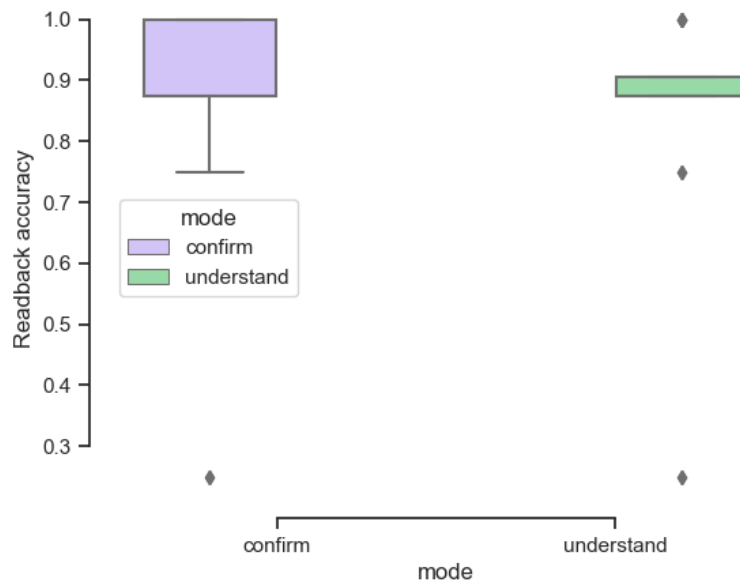 1.0
0.9
0.8
0.7
0.6
0.5
0.4
0.3
Readback accuracy
mode
confirm
understand
confirm
understand
mode